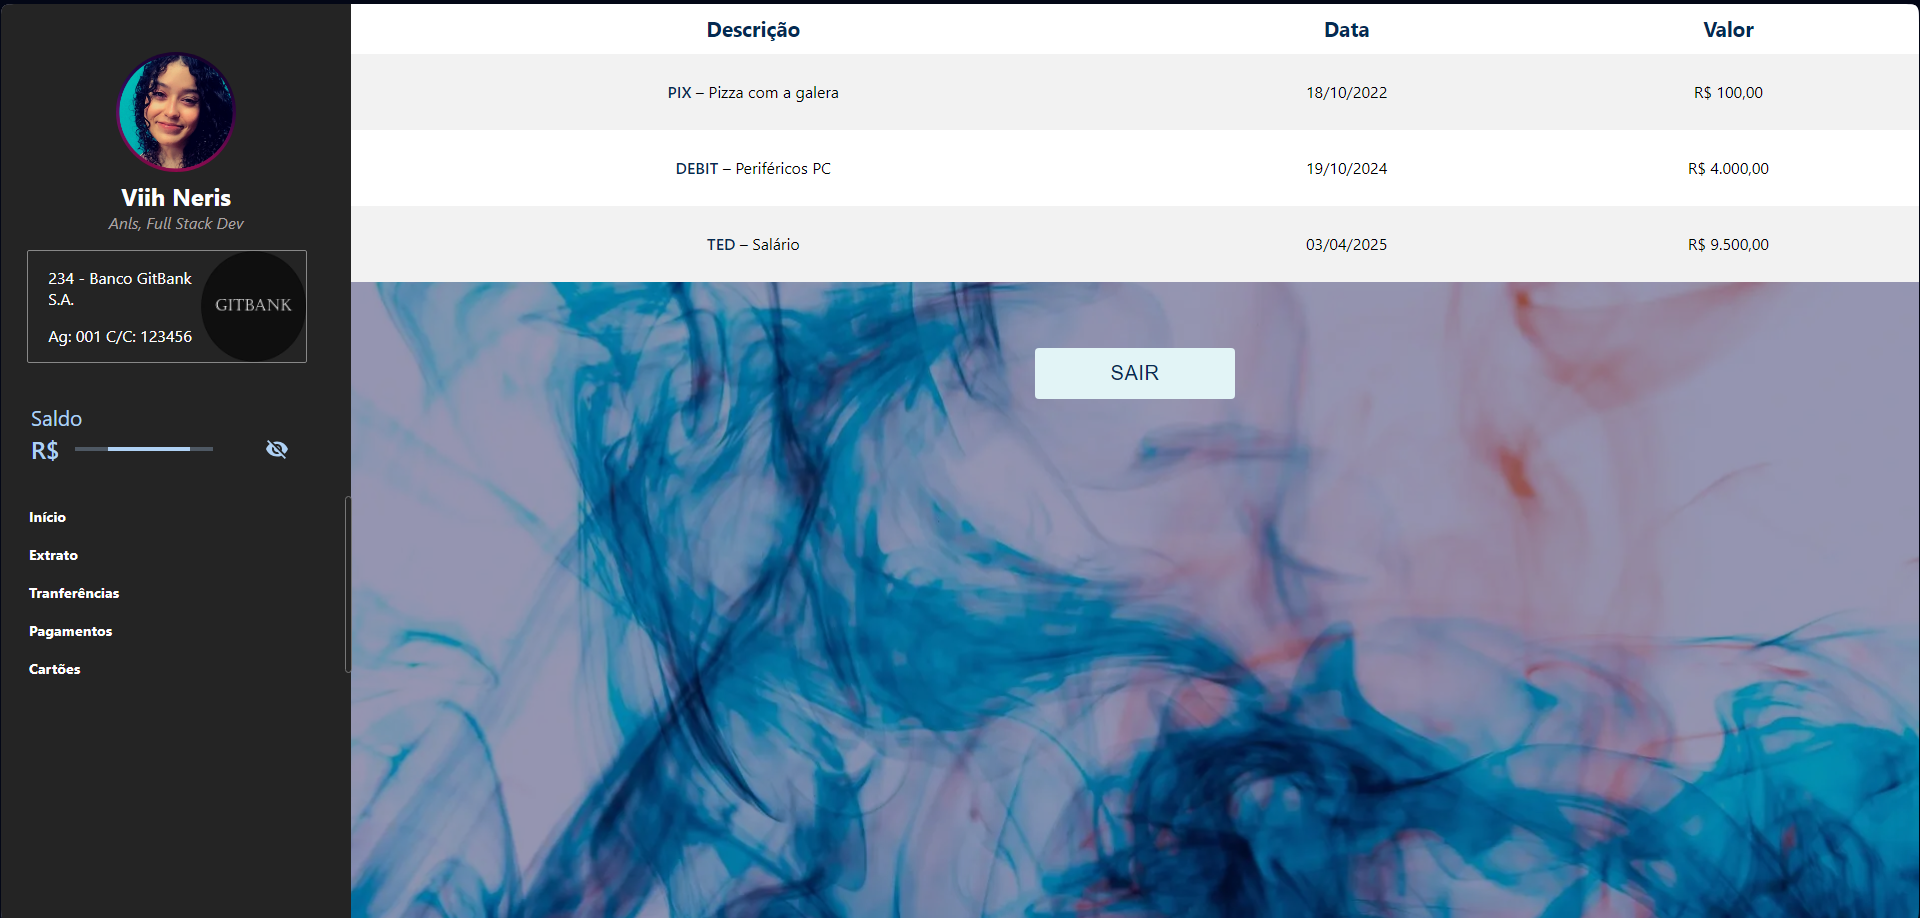 Viih Neris
Anls, Full Stack Dev
234 - Banco GitBank
S.A.
Ag: 001 C/C: 123456
GITBANK
Saldo
R$
Início
Extrato
Tranferências
Pagamentos
Cartões
Descrição Data Valor
PIX – Pizza com a galera 18/10/2022 R$ 100,00
DEBIT – Periféricos PC 19/10/2024 R$ 4.000,00
TED – Salário 03/04/2025 R$ 9.500,00
SAIR